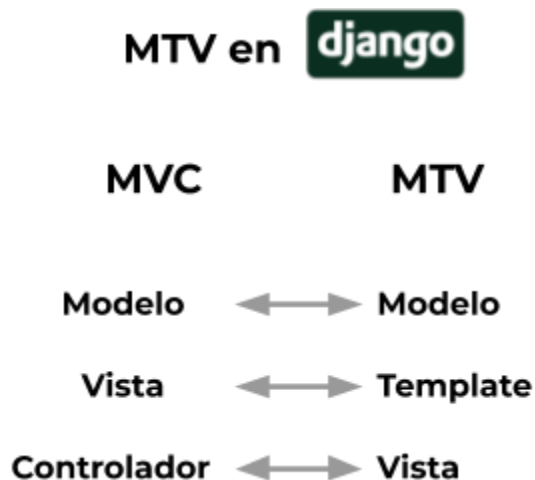 MTV en django
MVC MTV
Modelo Modelo
Vista Template
Controlador Vista